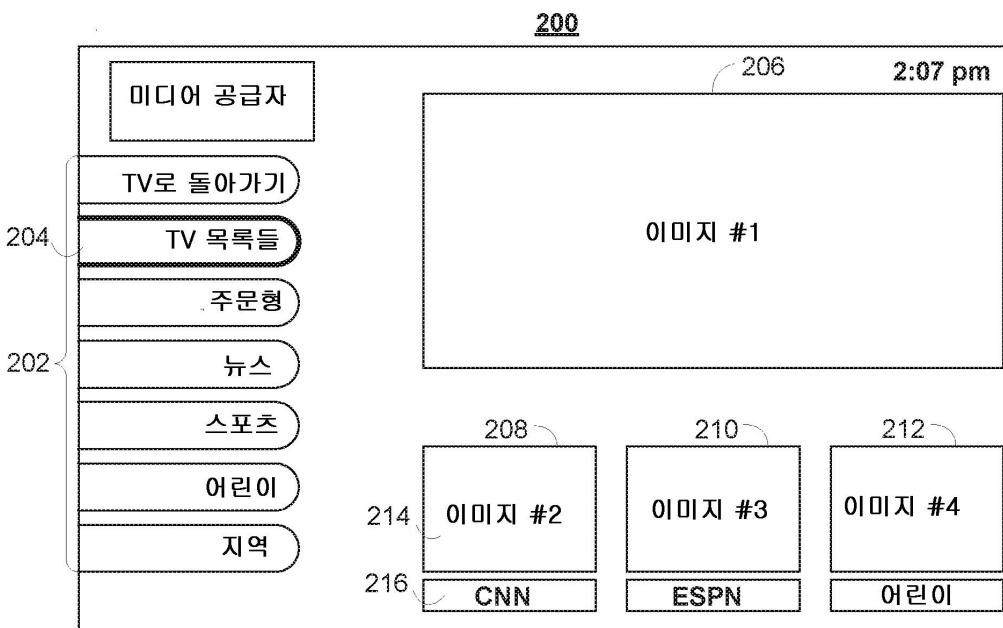 200
206
2:07 pm
미디어 공급자
TV로 돌아가기
204
TV 목록들
이미지 #1
주문형
202
뉴스
스포츠
208
210
212
어린이
214
이미지 #2
이미지 #3
이미지 #4
지역
216
CNN
ESPN
어린이